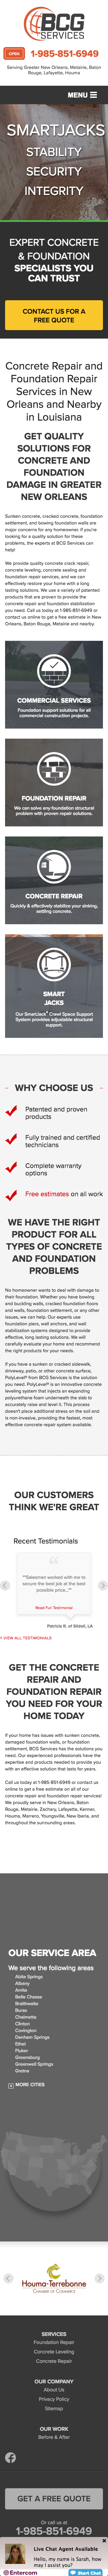 BCG
SERVICES
OPEN
1-985-851-6949
Serving Greater New Orleans, Metairie, Baton
Rouge, Lafayette, Houma
MENU
SMARTJACKS
STABILITY
SECURITY
INTEGRITY
EXPERT CONCRETE
& FOUNDATION
SPECIALISTS YOU
CAN TRUST
CONTACT US FOR A
FREE QUOTE
Concrete Repair and
Foundation Repair
Services in New
Orleans and Nearby
in Louisiana
GET QUALITY
SOLUTIONS FOR
CONCRETE AND
FOUNDATION
DAMAGE IN GREATER
NEW ORLEANS
Sunken concrete, cracked concrete, foundation
settlement, and bowing foundation walls are
major concerns for any homeowner. If you're
looking for a quality solution for these
problems, the experts at BCG Services can
help!
We provide quality concrete crack repair,
concrete leveling, concrete sealing and
foundation repair services, and we can
effectively resolve your home with a long
lasting solutions. We use a variety of patented
products that are proven to provide the
concrete repair and foundation stabilisation
you need. Call us today at 1-985-851-6949 or
contact us online to get a free estimate in New
Orleans, Baton Rouge, Metairie, and nearby.
COMMERCIAL SERVICES
Foundation support solutions for all
commercial construction projects.
FOUNDATION REPAIR
We can solve any foundation structural
problem with proven repair solutions.
CONCRETE REPAIR
Quickly & effectively stabilize your sinking,
settling concrete.
SMART
JACKS
Our SmartJack® Crawl Space Support
System provides adjustable structural
support.
WHY CHOOSE US
Patented and proven
products
Fully trained and certified
technicians
Complete warranty
options
Free estimates on all work
WE HAVE THE RIGHT
PRODUCT FOR ALL
TYPES OF CONCRETE
AND FOUNDATION
PROBLEMS
No homeowner wants to deal with damage to
their foundation. Whether you have bowing
and buckling walls, cracked foundation floors
and walls, foundation settlement, or any other
issues, we can help. Our experts use
foundation piers, wall anchors, and wall
support systems designed to provide
effective, long lasting solutions. We will
carefully evaluate your home and recommend
the best products for your needs.
If you have a sunken or cracked sidewalk,
driveway, patio, or any other concrete surface,
PolyLevel® from BCG Services is the solution
you need. PolyLevel® is an innovative concrete
lifting system that works by injecting an
expanding polymer foam underneath the slab
to accurately raise and level it, all in one day.
There's no additional stress on your soil and it's
non-invasive, providing the fastest, most
effective concrete repair solution available.
OUR CUSTOMERS
THINK WE'RE GREAT
Recent Testimonials
"“Salesmen worked with me to
secure the best job at the best
possible price...”"
Read Full Testimonial
Patricia R. of Slidell, LA
VIEW ALL TESTIMONIALS
GET THE CONCRETE
REPAIR AND
FOUNDATION REPAIR
YOU NEED FOR YOUR
HOME TODAY
If your home has issues with sunken concrete,
damaged foundation walls, or foundation
settlement, BCG Services has the solutions you
need. Our experienced professionals have the
expertise and products needed to provide you
with an effective solution that lasts for years.
Call us today at 1-985-851-6949 or contact us
online to get a free estimate on all of our
concrete repair and foundation repair services!
We proudly serve in New Orleans, Baton
Rouge, Metairie, Zachary, Lafayette, Kenner,
Houma, Marrero, Youngsville, New Iberia, and
throughout the surrounding areas.
OUR SERVICE AREA
We serve the following areas
Abita Springs
Albany
Amite
Belle Chasse
Braithwaite
Buras
Chalmette
Clinton
Covington
Denham Springs
Ethel
Fluker
Greensburg
Greenwell Springs
Gretna
MORE CITIES
Houma-Terrebonne
CHAMBER OF COMMERCE
SERVICES
Foundation Repair
Concrete Leveling
Concrete Repair
OUR COMPANY
About Us
Privacy Policy
Sitemap
OUR WORK
Before & After
GET A FREE QUOTE
Or call us at
1-985-851-6949
Live Chat Agent Available
Hello, my name is Sarah, how
may I assist you?
Entercom
Start Chat